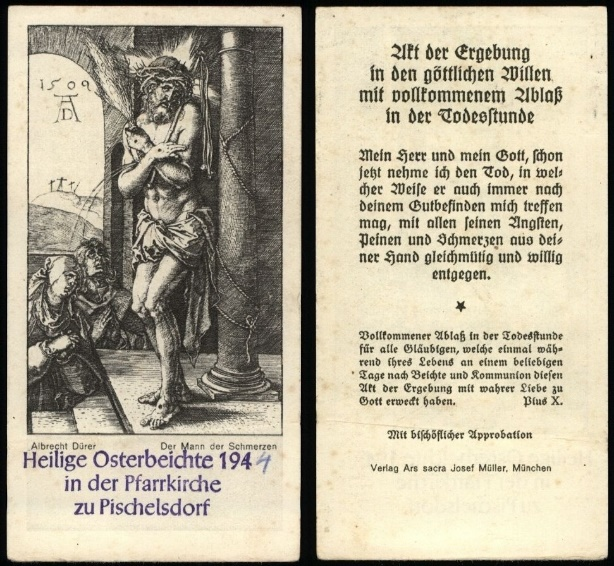 1509
AD
Albrecht Dürer Der Mann der Schmerzen
Heilige Osterbeichte 1944
in der Pfarrkirche
zu Pischelsdorf
Akt der Ergebung
in den göttlichen Willen
mit vollkommenem Ablaß
in der Todesstunde
Mein Herr und mein Gott, schon
jetzt nehme ich den Tod, in wel-
cher Weise er auch immer nach
deinem Gutbefinden mich treffen
mag, mit allen seinen Ängsten,
Peinen und Schmerzen aus dei-
ner Hand gleichmütig und willig
entgegen.
Vollkommener Ablaß in der Todesstunde
für alle Gläubigen, welche einmal wäh-
rend ihres Lebens an einem beliebigen
Tage nach Beichte und Kommunion diesen
Akt der Ergebung mit wahrer Liebe zu
Gott erweckt haben. Pius X.
Mit bischöflicher Approbation
Verlag Ars sacra Josef Müller, München